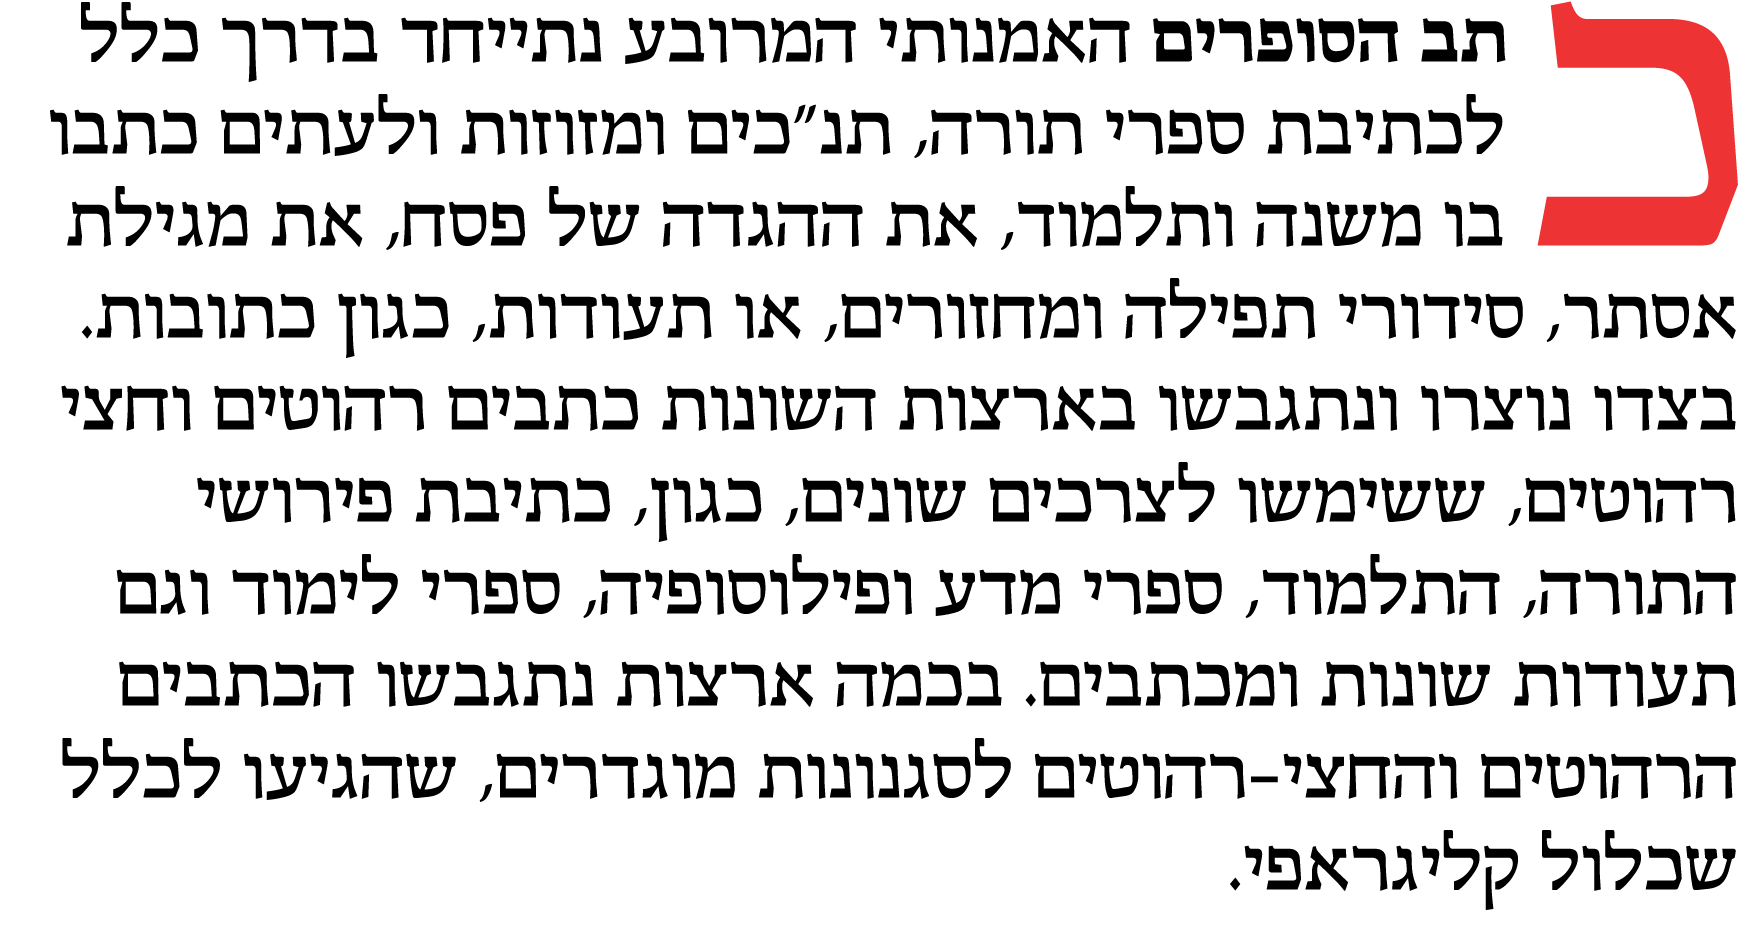 כתב הסופרים האמנותי המרובע נתייחד בדרך כלל
לכתיבת ספרי תורה, תנ״כים ומזוזות ולעתים כתבו
בו משנה ותלמוד, את ההגדה של פסח, את מגילת
אסתר, סידורי תפילה ומחזורים, או תעודות, כגון כתובות.
בצדו נוצרו ונתגבשו בארצות השונות כתבים רהוטים וחצי
רהוטים, ששימשו לצרכים שונים, כגון, כתיבת פירושי
התורה, התלמוד, ספרי מדע ופילוסופיה, ספרי לימוד וגם
תעודות שונות ומכתבים. בכמה ארצות נתגבשו הכתבים
הרהוטים והחצי-רהוטים לסגנונות מוגדרים, שהגיעו לכלל
שכלול קליגראפי.